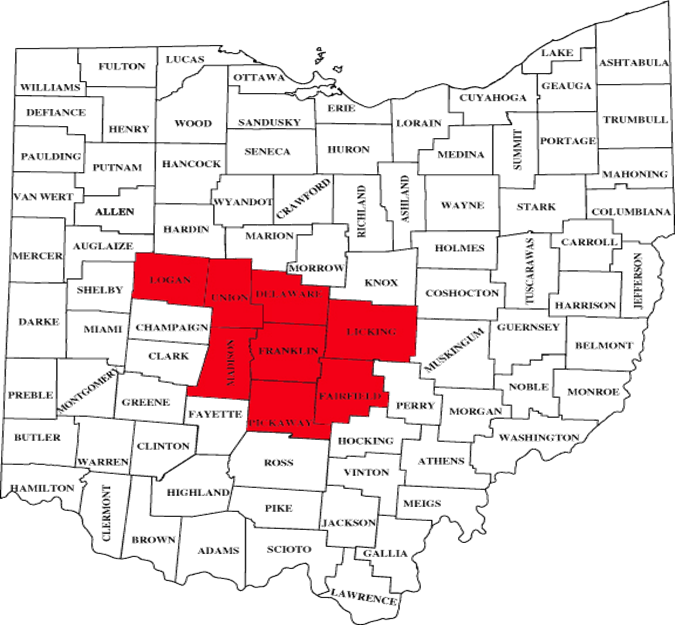 LAKE
LUCAS
FULTON
ASHTABULA
OTTAWA
WILLIAMS
GEAUGA
CUYAHOGA
ERIE
DEFIANCE
TRUMBULL
WOOD
SANDUSKY
LORAIN
HENRY
SUMMIT
PORTAGE
SENECA
HURON
MEDINA
PAULDING
HANCOCK
PUTNAM
MAHONING
VAN WERT
WYANDOT
CRAWFORD
RICHLAND
ASHLAND
WAYNE
STARK
ALLEN
COLUMBIANA
HARDIN
MARION
AUGLAIZE
CARROLL
HOLMES
MERCER
TUSCARAWAS
JEFFERSON
MORROW
LOGAN
KNOX
SHELBY
UNION
DELAWARE
COSHOCTON
HARRISON
DARKE
MIAMI
CHAMPAIGN
LICKING
GUERNSEY
MUSKINGUM
BELMONT
CLARK
MADISON
FRANKLIN
NOBLE
MONROE
PREBLE
MONTGOMERY
GREENE
FAIRFIELD
PERRY
MORGAN
FAYETTE
PICKAWAY
BUTLER
WASHINGTON
HOCKING
CLINTON
WARREN
ROSS
ATHENS
VINTON
HAMILTON
CLERMONT
HIGHLAND
PIKE
MEIGS
JACKSON
BROWN
ADAMS
SCIOTO
GALLIA
LAWRENCE